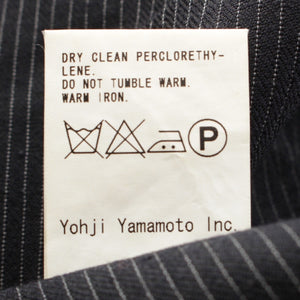 DRY CLEAN PERCLORETHY-
LENE.
DO NOT TUMBLE WARM.
WARM IRON.
P
Yohji Yamamoto Inc.